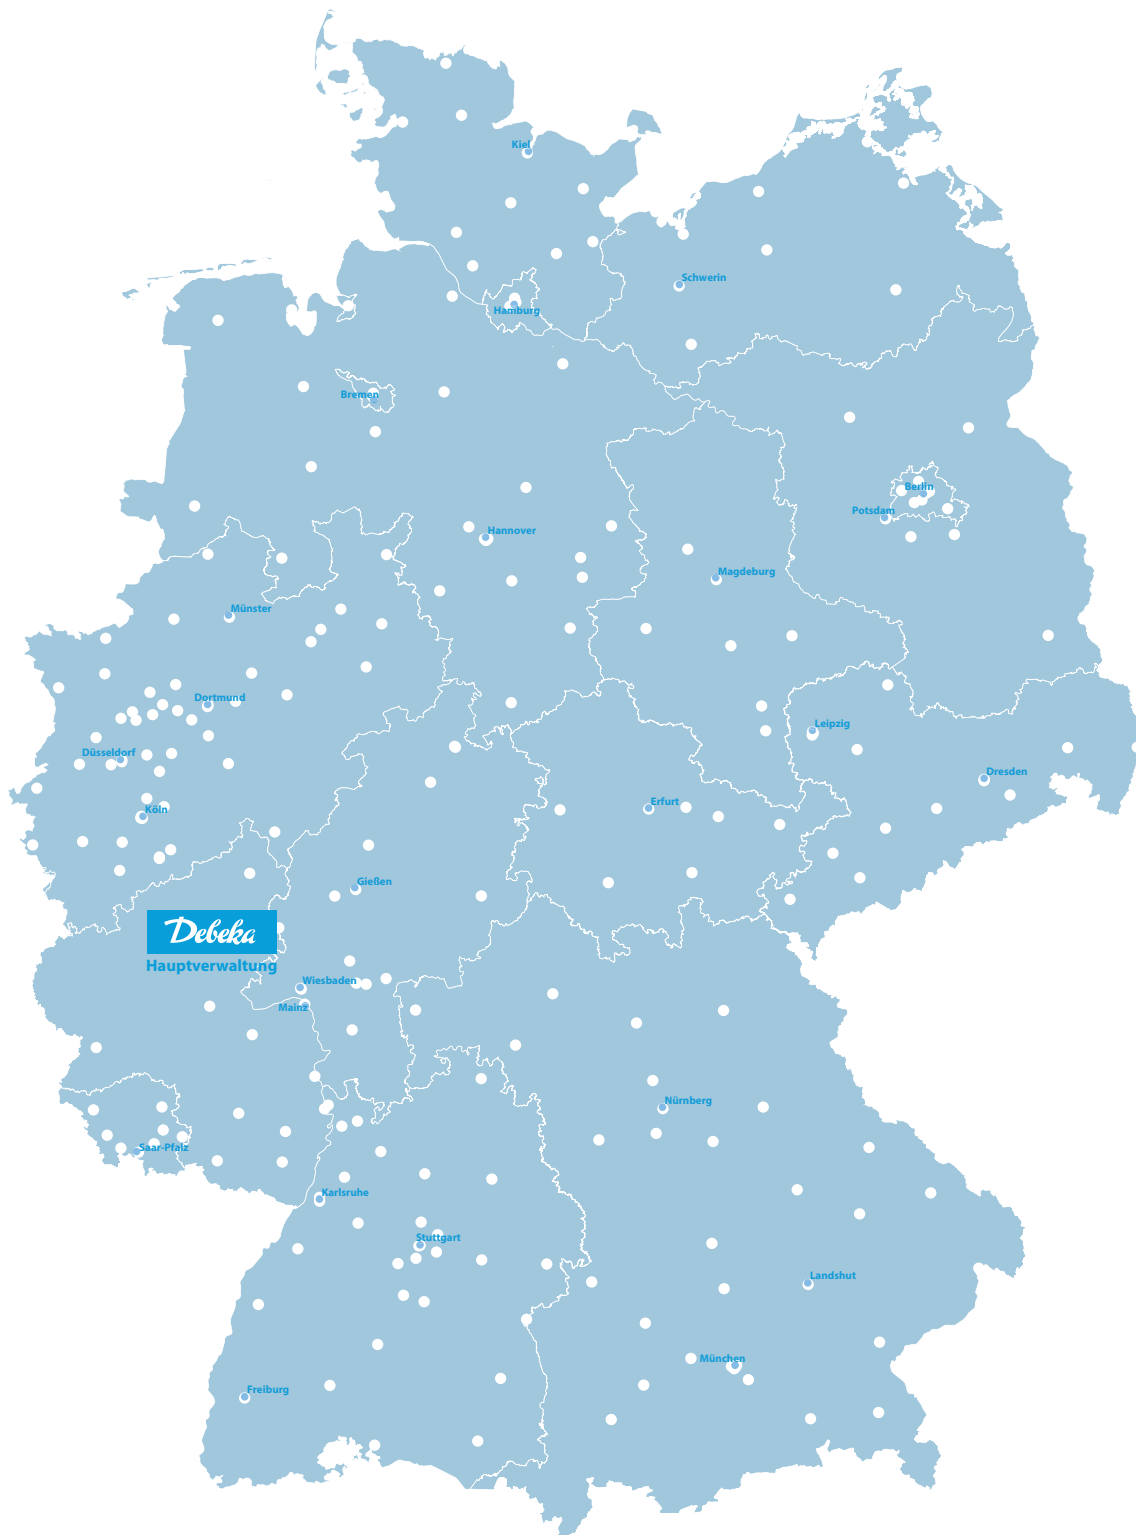 Kiel
Schwerin
Hamburg
Bremen
Berlin
Potsdam
Hannover
Magdeburg
Münster
Dortmund
Leipzig
Düsseldorf
Dresden
Köln
Erfurt
Gießen
Debeka
Hauptverwaltung
Wiesbaden
Mainz
Nürnberg
Saar-Pfalz
Karlsruhe
Stuttgart
Landshut
München
Freiburg